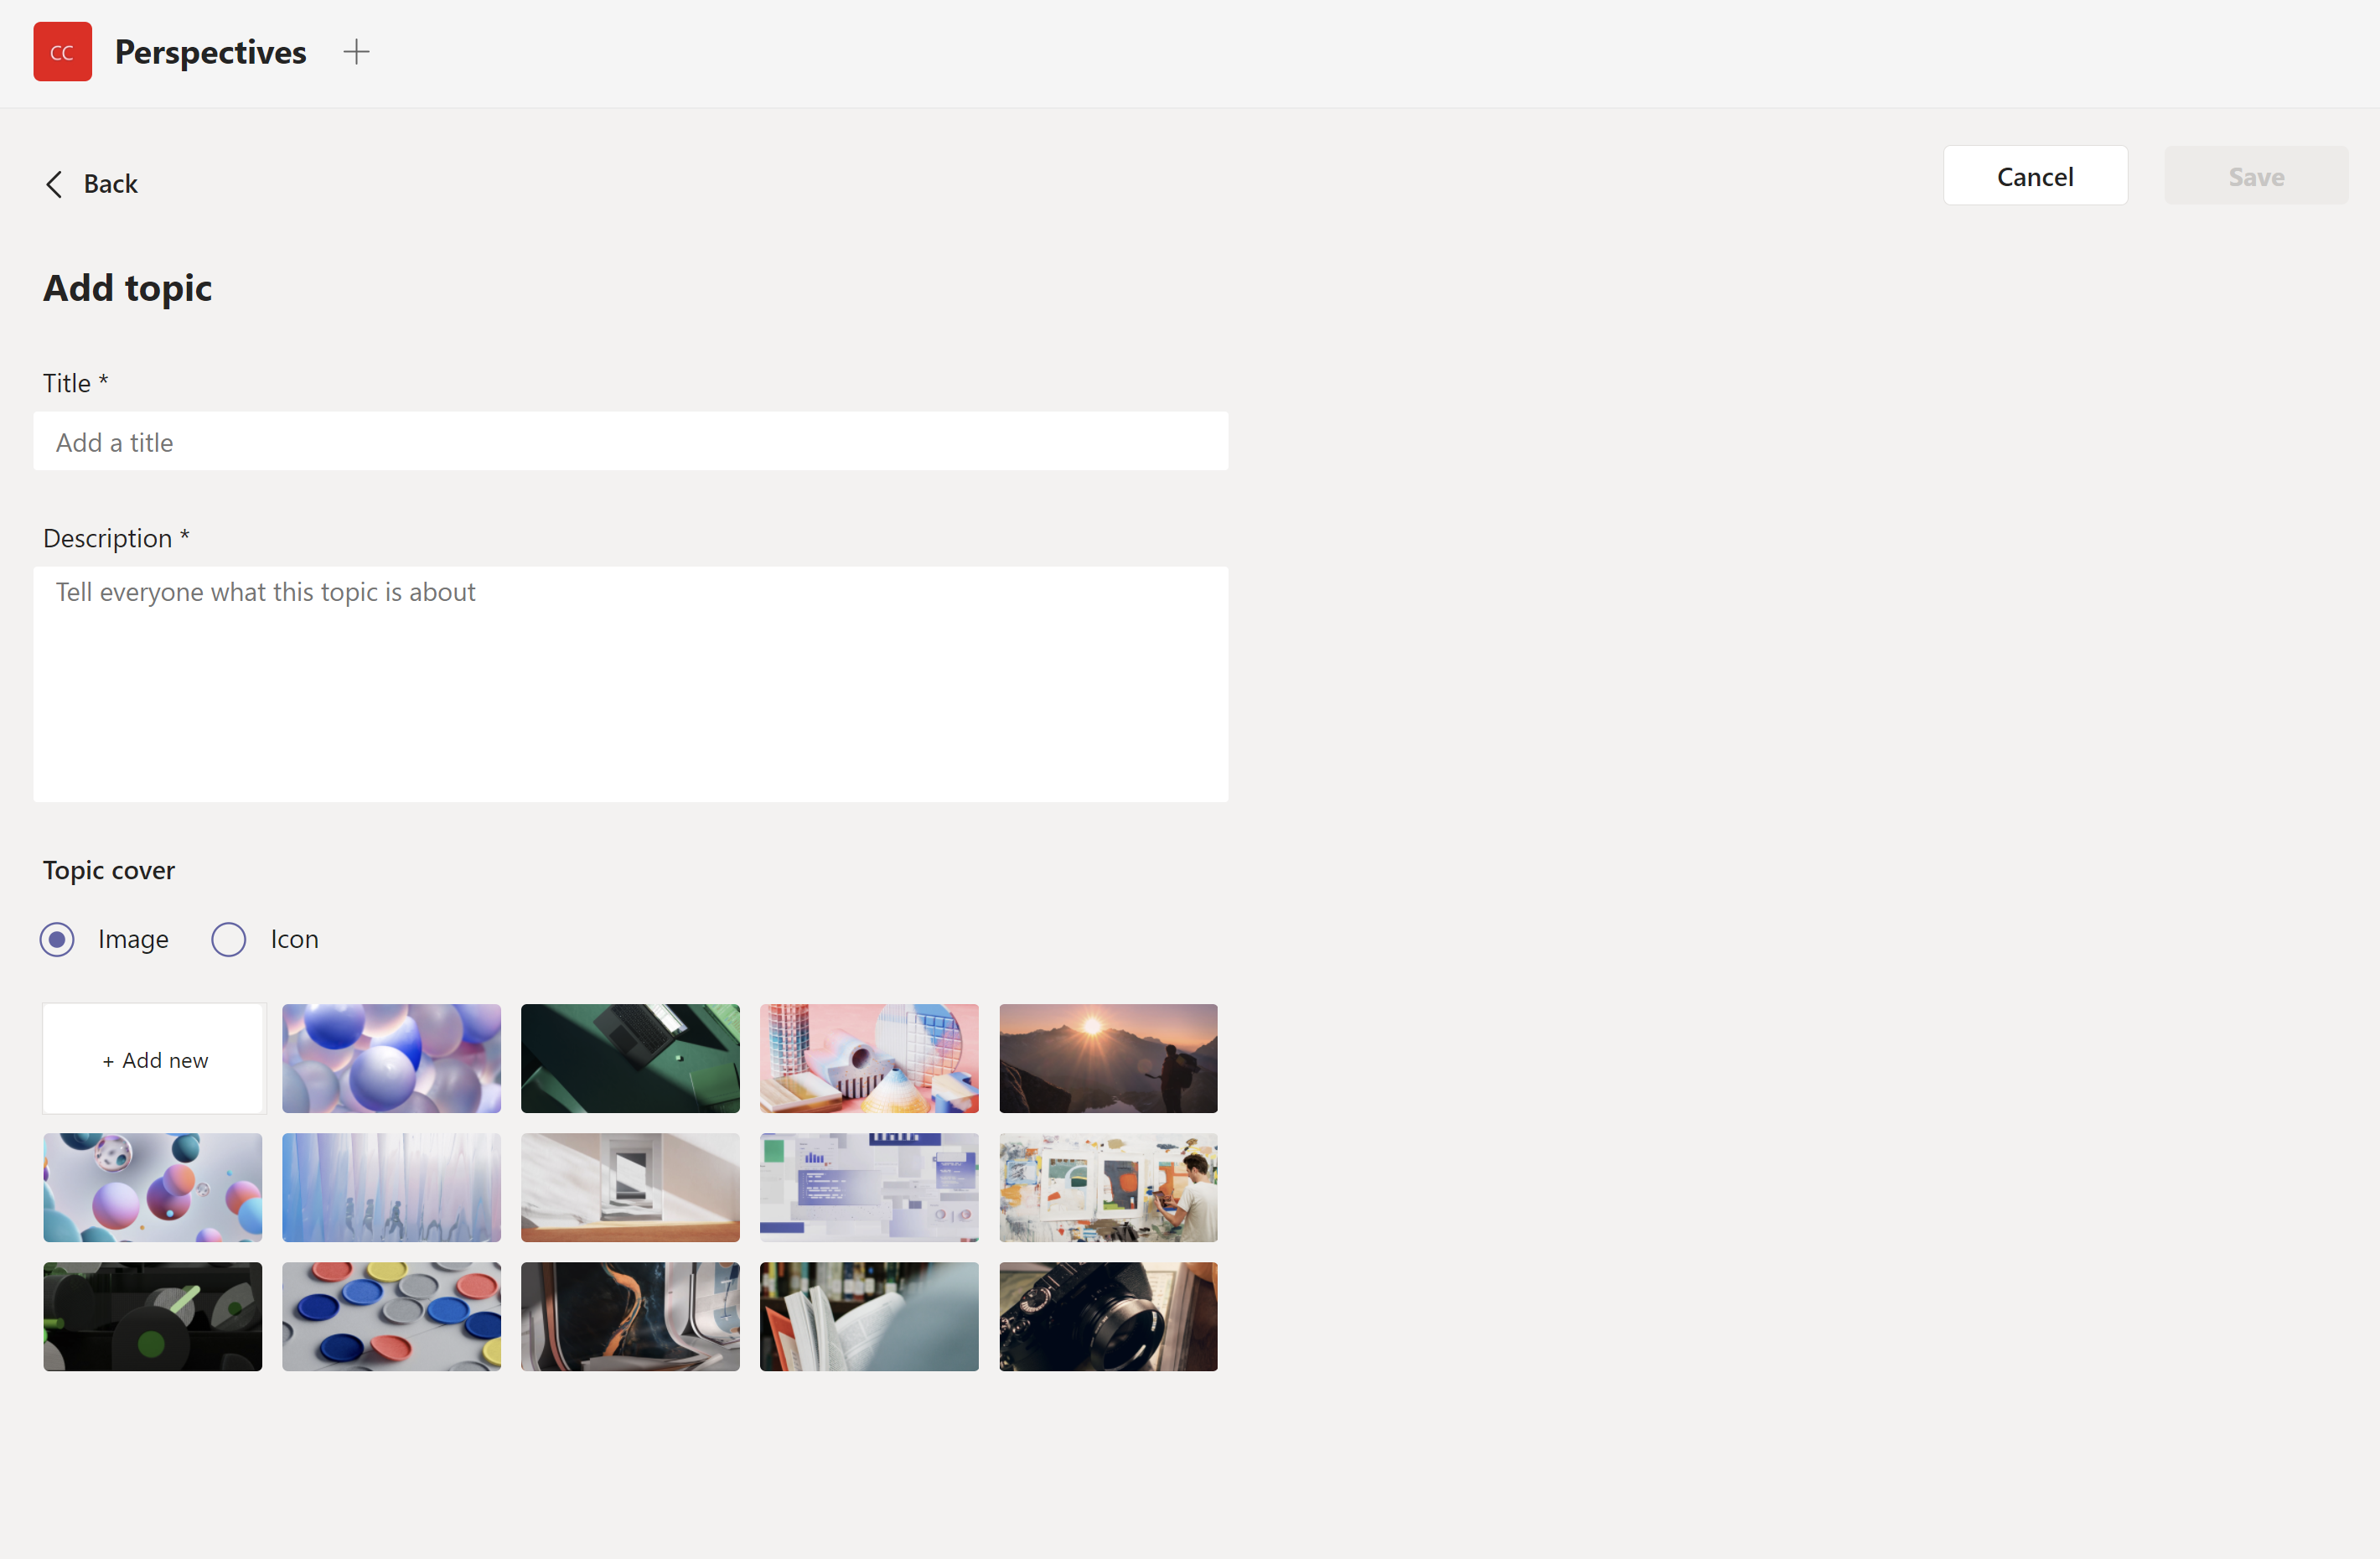 CC
Perspectives
Back
Cancel
Save
Add topic
Title *
Add a title
Description *
Tell everyone what this topic is about
Topic cover
Image
Icon
+ Add new